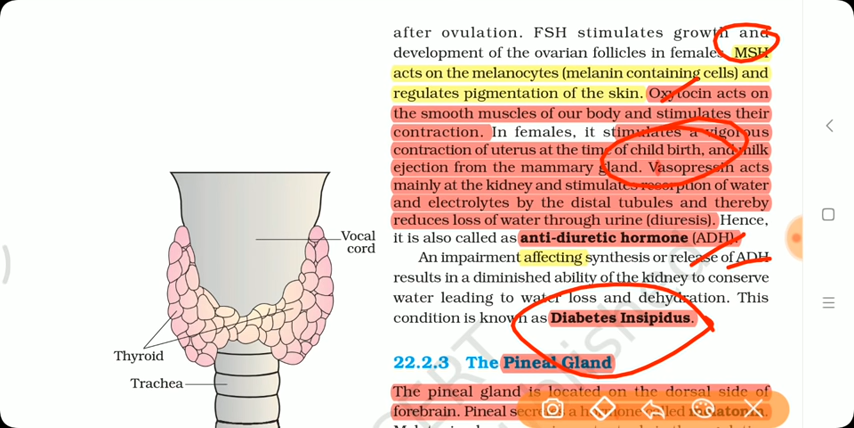 after ovulation. FSH stimulates growth and
development of the ovarian follicles in females. MSH
acts on the melanocytes (melanin containing cells) and
regulates pigmentation of the skin. Oxytocin acts on
the smooth muscles of our body and stimulates their
contraction. In females, it stimulates a vigorous
contraction of uterus at the time of child birth, and milk
ejection from the mammary gland. Vasopressin acts
mainly at the kidney and stimulates resorption of water
and electrolytes by the distal tubules and thereby
reduces loss of water through urine (diuresis). Hence,
it is also called as anti-diuretic hormone (ADH).
An impairment affecting synthesis or release of ADH
results in a diminished ability of the kidney to conserve
water leading to water loss and dehydration. This
condition is known as Diabetes Insipidus.
22.2.3 The Pineal Gland
The pineal gland is located on the dorsal side of
forebrain. Pineal secretes a hormone called melatonin.
Vocal
cord
Thyroid
Trachea